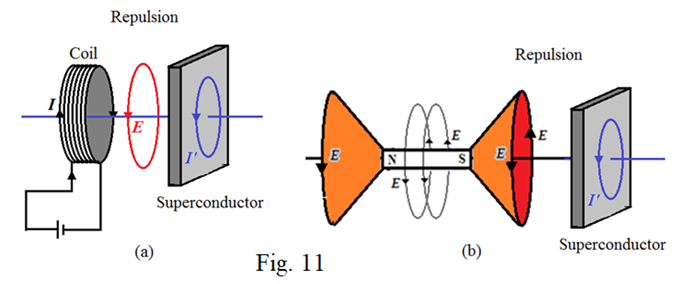 Repulsion
Coil
I
E
I'
Superconductor
(a)
Repulsion
E
N
S
E
E
E
E
I'
Superconductor
(b)
Fig. 11